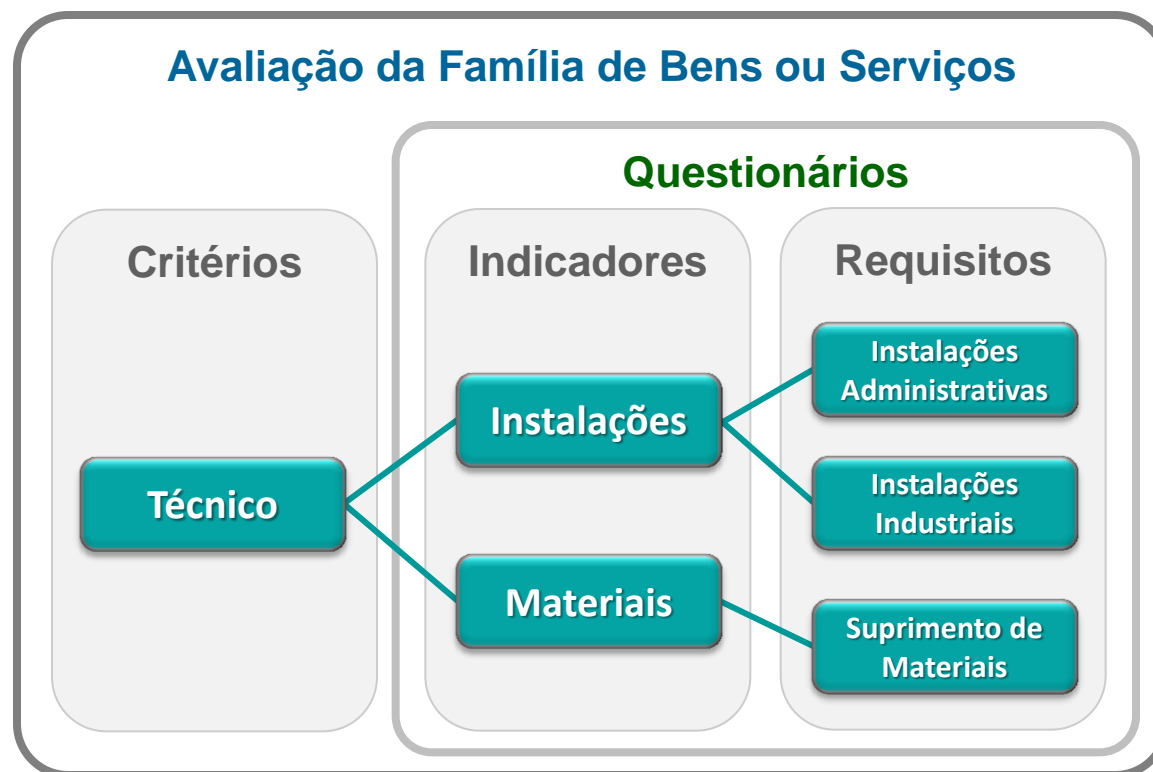 Avaliação da Família de Bens ou Serviços
Questionários
Critérios
Indicadores
Requisitos
Técnico
Instalações
Materiais
Instalações
Administrativas
Instalações
Industriais
Suprimento de
Materiais